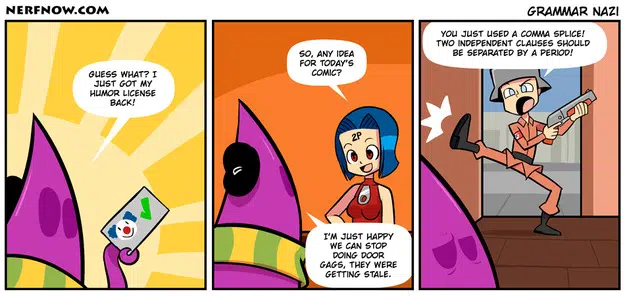 NERFNOW.COM
GRAMMAR NAZI
GUESS WHAT? I
JUST GOT MY
HUMOR LICENSE
BACK!
SO, ANY IDEA
FOR TODAY'S
COMIC?
2P
I'M JUST HAPPY
WE CAN STOP
DOING DOOR
GAGS, THEY WERE
GETTING STALE.
YOU JUST USED A COMMA SPLICE!
TWO INDEPENDENT CLAUSES SHOULD
BE SEPARATED BY A PERIOD!